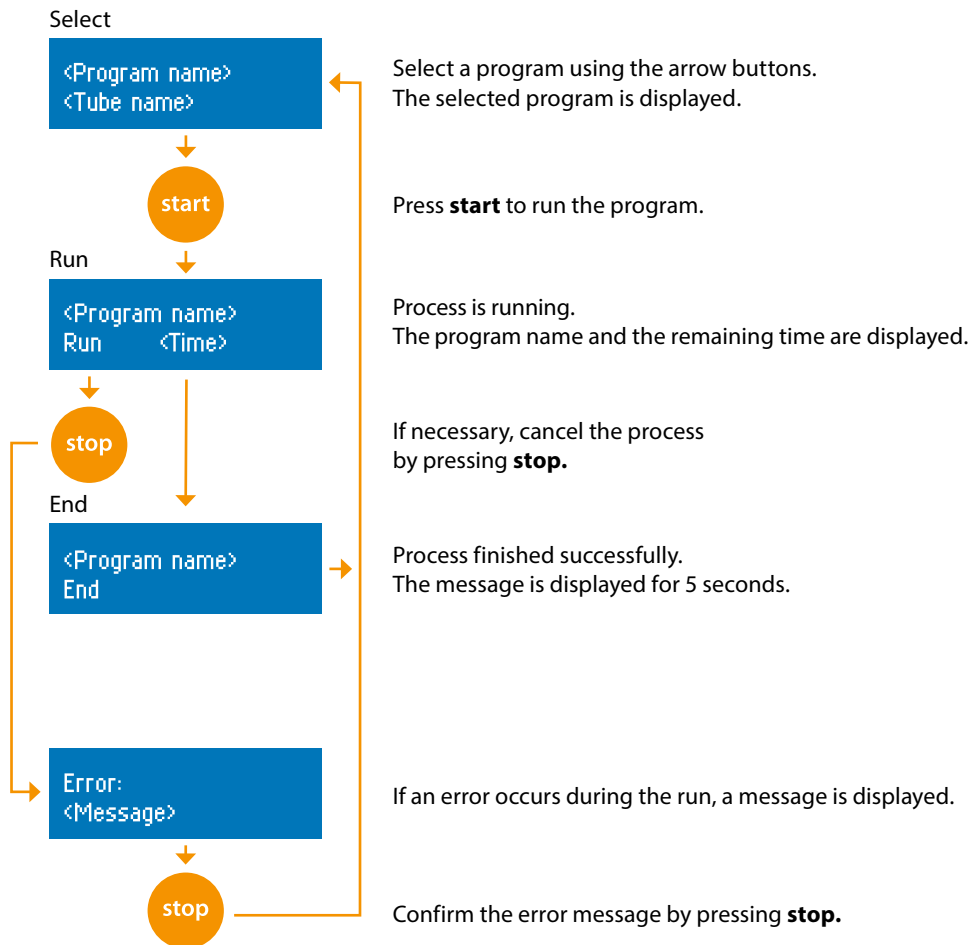 Select
<Program name>
<Tube name>
Select a program using the arrow buttons.
The selected program is displayed.
start
Press start to run the program.
Run
<Program name>
Run <Time>
Process is running.
The program name and the remaining time are displayed.
stop
If necessary, cancel the process
by pressing stop.
End
<Program name>
End
Process finished successfully.
The message is displayed for 5 seconds.
Error:
<Message>
If an error occurs during the run, a message is displayed.
stop
Confirm the error message by pressing stop.